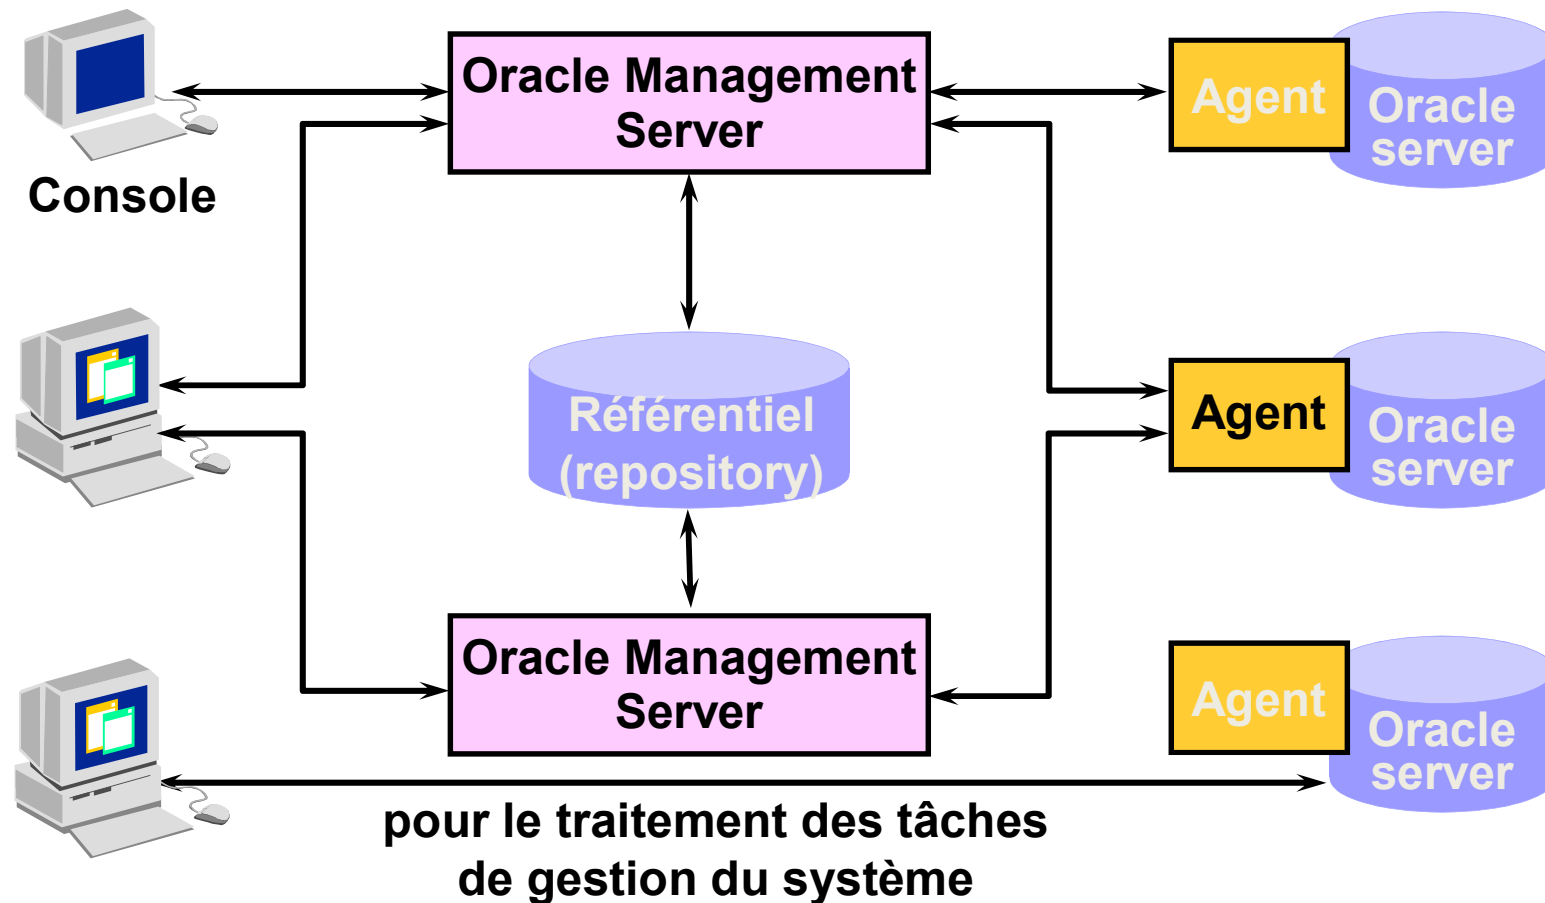 Oracle Management
Server
Agent
Oracle
server
Console
Référentiel
(repository)
Agent
Oracle
server
Oracle Management
Server
Agent
Oracle
server
pour le traitement des tâches
de gestion du système